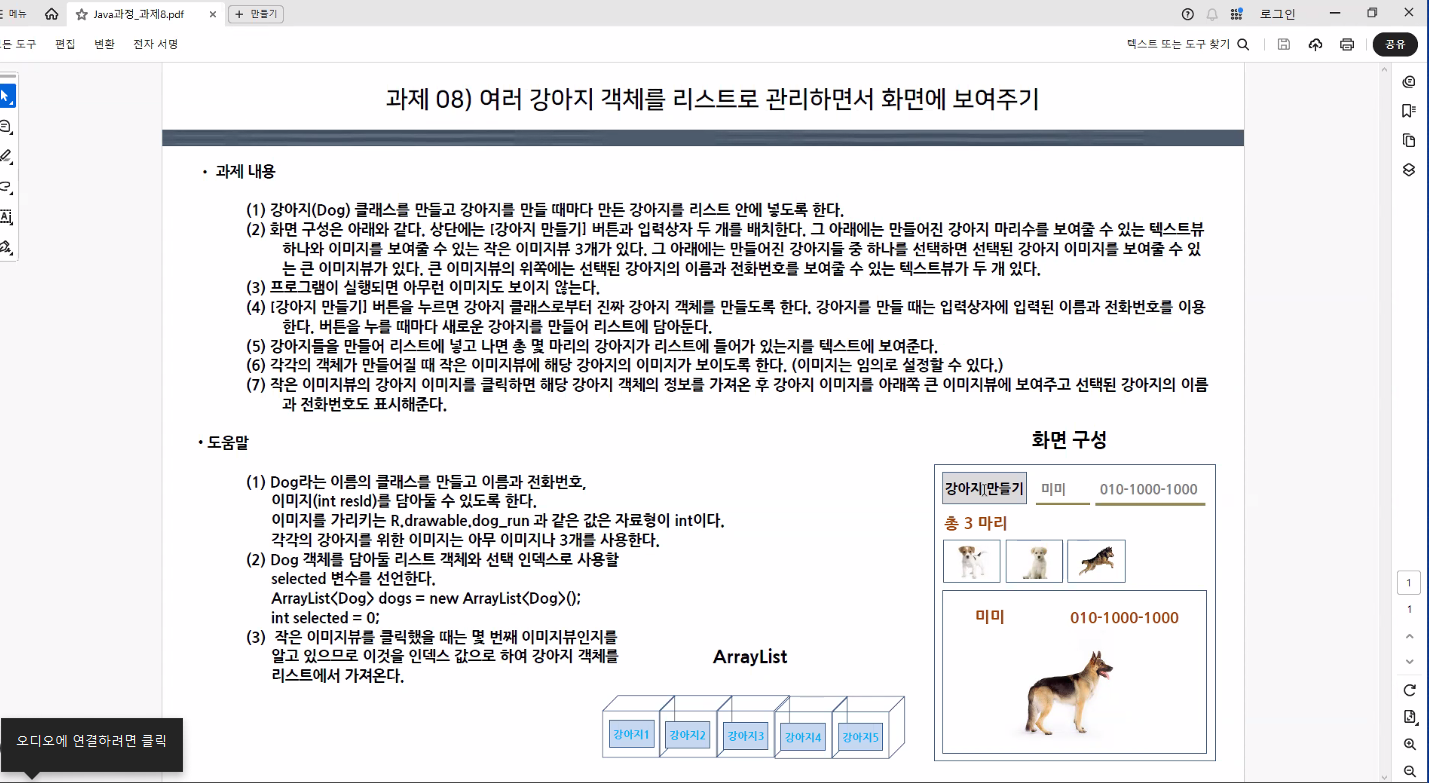 메뉴
Java과정_과제8.pdf
만들기
로그인
든 도구 편집 변환 전자 서명
텍스트 또는 도구 찾기
공유
과제 08) 여러 강아지 객체를 리스트로 관리하면서 화면에 보여주기
• 과제 내용
(1) 강아지(Dog) 클래스를 만들고 강아지를 만들 때마다 만든 강아지를 리스트 안에 넣도록 한다.
(2) 화면 구성은 아래와 같다. 상단에는 [강아지 만들기] 버튼과 입력상자 두 개를 배치한다. 그 아래에는 만들어진 강아지 마리수를 보여줄 수 있는 텍스트뷰
하나와 이미지를 보여줄 수 있는 작은 이미지뷰 3개가 있다. 그 아래에는 만들어진 강아지들 중 하나를 선택하면 선택된 강아지 이미지를 보여줄 수 있
는 큰 이미지뷰가 있다. 큰 이미지뷰의 위쪽에는 선택된 강아지의 이름과 전화번호를 보여줄 수 있는 텍스트뷰가 두 개 있다.
(3) 프로그램이 실행되면 아무런 이미지도 보이지 않는다.
(4) [강아지 만들기] 버튼을 누르면 강아지 클래스로부터 진짜 강아지 객체를 만들도록 한다. 강아지를 만들 때는 입력상자에 입력된 이름과 전화번호를 이용
한다. 버튼을 누를 때마다 새로운 강아지를 만들어 리스트에 담아둔다.
(5) 강아지들을 만들어 리스트에 넣고 나면 총 몇 마리의 강아지가 리스트에 들어가 있는지를 텍스트에 보여준다.
(6) 각각의 객체가 만들어질 때 작은 이미지뷰에 해당 강아지의 이미지가 보이도록 한다. (이미지는 임의로 설정할 수 있다.)
(7) 작은 이미지뷰의 강아지 이미지를 클릭하면 해당 강아지 객체의 정보를 가져온 후 강아지 이미지를 아래쪽 큰 이미지뷰에 보여주고 선택된 강아지의 이름
과 전화번호도 표시해준다.
• 도움말
(1) Dog라는 이름의 클래스를 만들고 이름과 전화번호,
이미지(int resId)를 담아둘 수 있도록 한다.
이미지를 가리키는 R.drawable.dog_run 과 같은 값은 자료형이 int이다.
각각의 강아지를 위한 이미지는 아무 이미지나 3개를 사용한다.
(2) Dog 객체를 담아둘 리스트 객체와 선택 인덱스로 사용할
selected 변수를 선언한다.
ArrayList<Dog> dogs = new ArrayList<Dog>();
int selected = 0;
(3) 작은 이미지뷰를 클릭했을 때는 몇 번째 이미지뷰인지를
알고 있으므로 이것을 인덱스 값으로 하여 강아지 객체를
리스트에서 가져온다.
ArrayList
강아지1 강아지2 강아지3 강아지4 강아지5
화면 구성
강아지 만들기 미미 010-1000-1000
총 3 마리
미미 010-1000-1000
1
1
오디오에 연결하려면 클릭